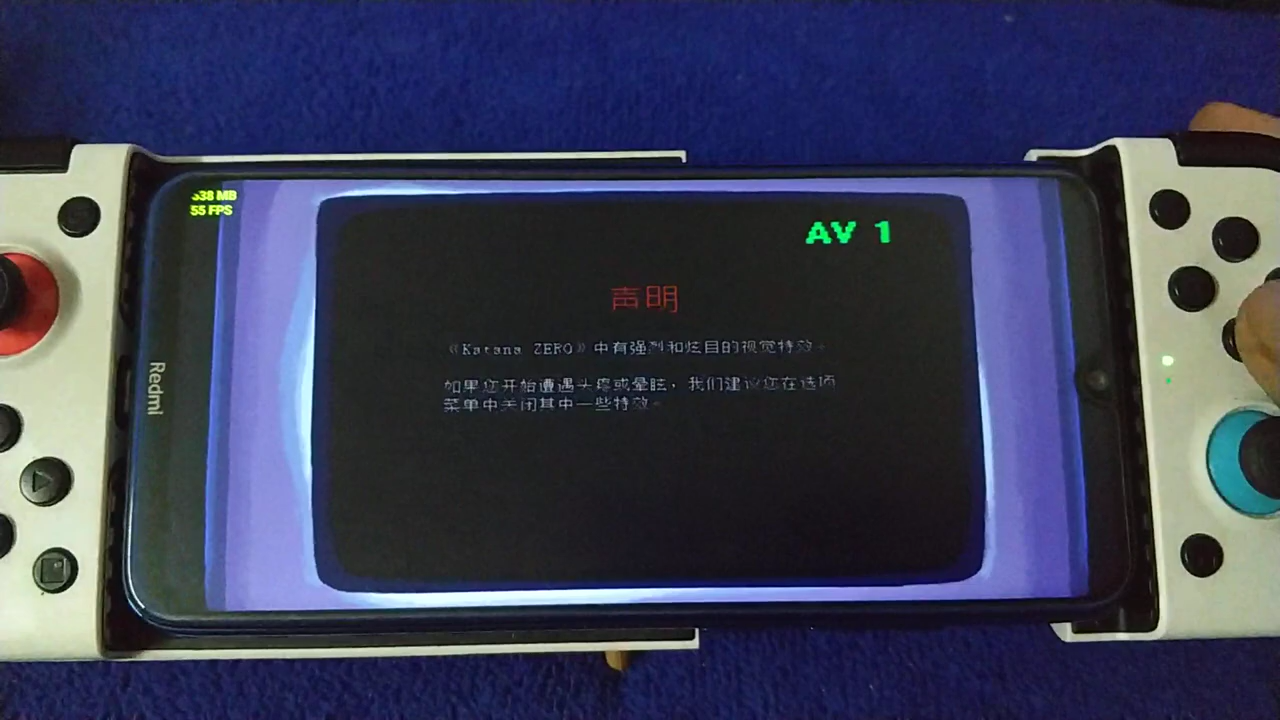 38 MB
55 FPS
AV 1
声明
《Katana ZERO》中有强烈和炫目的视觉特效。
如果您开始遭遇头疼或晕眩，我们建议您在选项
菜单中关闭其中一些特效。
Redmi